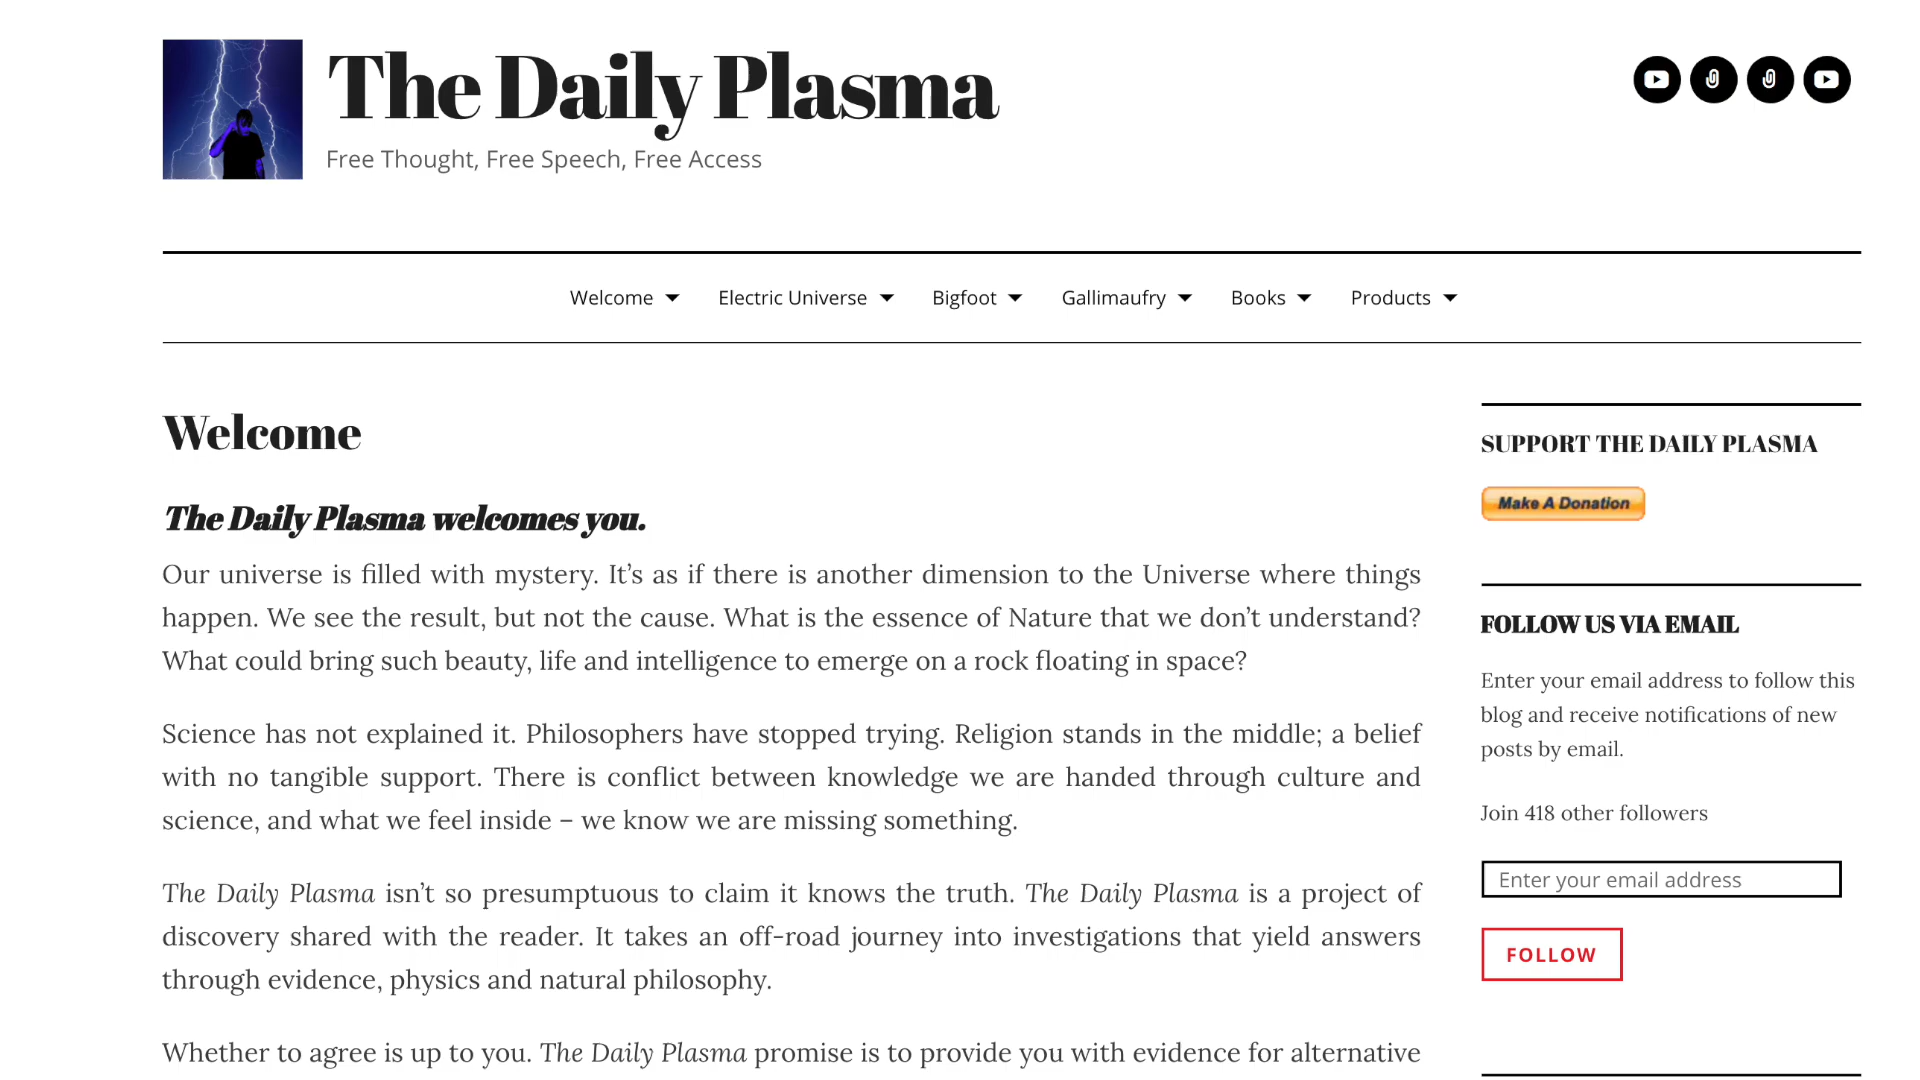 The Daily Plasma
Free Thought, Free Speech, Free Access
Welcome
Electric Universe
Bigfoot
Gallimaufry
Books
Products
Welcome
The Daily Plasma welcomes you.
Our universe is filled with mystery. It’s as if there is another dimension to the Universe where things
happen. We see the result, but not the cause. What is the essence of Nature that we don’t understand?
What could bring such beauty, life and intelligence to emerge on a rock floating in space?
Science has not explained it. Philosophers have stopped trying. Religion stands in the middle; a belief
with no tangible support. There is conflict between knowledge we are handed through culture and
science, and what we feel inside – we know we are missing something.
The Daily Plasma isn’t so presumptuous to claim it knows the truth. The Daily Plasma is a project of
discovery shared with the reader. It takes an off-road journey into investigations that yield answers
through evidence, physics and natural philosophy.
Whether to agree is up to you. The Daily Plasma promise is to provide you with evidence for alternative
SUPPORT THE DAILY PLASMA
Make A Donation
FOLLOW US VIA EMAIL
Enter your email address to follow this
blog and receive notifications of new
posts by email.
Join 418 other followers
Enter your email address
FOLLOW